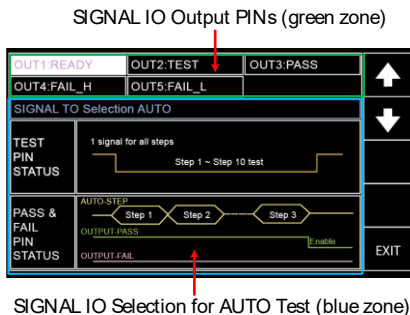 SIGNAL IO Output PINs (green zone)
OUT1:READY OUT2:TEST OUT3:PASS
OUT4:FAIL_H OUT5:FAIL_L
SIGNAL TO Selection AUTO
TEST
PIN
STATUS
1 signal for all steps
Step 1 ~ Step 10 test
PASS &
FAIL
PIN
STATUS
AUTO-STEP
Step 1 Step 2 Step 3
OUTPUT-PASS
Enable
OUTPUT-FAIL
EXIT
SIGNAL IO Selection for AUTO Test (blue zone)